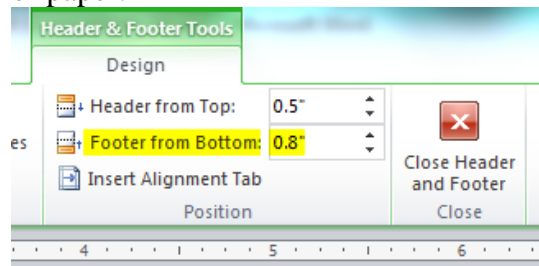 Header & Footer Tools
Design
Header from Top: 0.5"
es Footer from Bottom: 0.8"
Insert Alignment Tab
Close Header
and Footer
Position Close
4 5 6